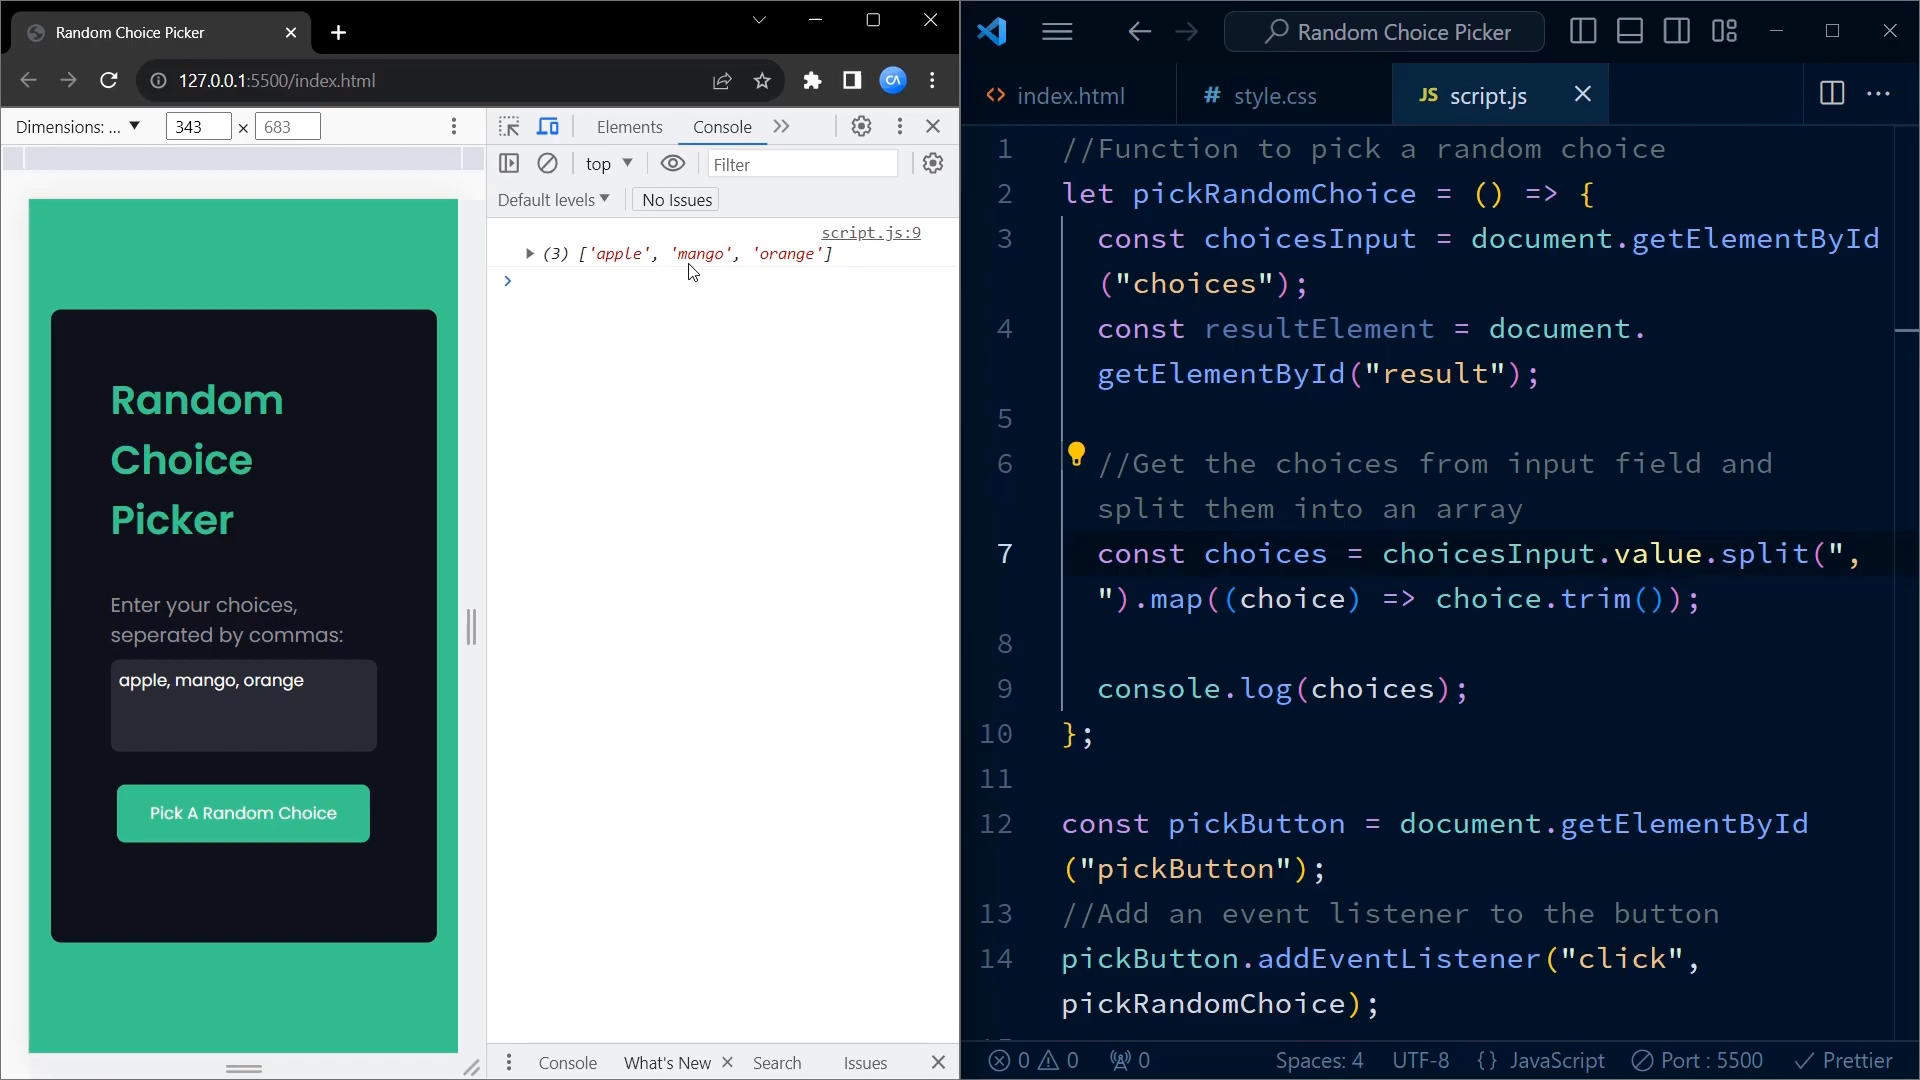 Random Choice Picker
127.0.0.1:5500/index.html
CA
Dimensions: ... 343 × 683
Random
Choice
Picker
Enter your choices,
seperated by commas:
apple, mango, orange
Pick A Random Choice
Elements Console
top Filter
Default levels No Issues
script.js:9
(3) ['apple', 'mango', 'orange']
Console What's New Search Issues
Random Choice Picker
index.html # style.css JS script.js
1 //Function to pick a random choice
2 let pickRandomChoice = () => {
3 const choicesInput = document.getElementById
("choices");
4 const resultElement = document.
getElementById("result");
5
6 //Get the choices from input field and
split them into an array
7 const choices = choicesInput.value.split(",
").map((choice) => choice.trim());
8
9 console.log(choices);
10 };
11
12 const pickButton = document.getElementById
("pickButton");
13 //Add an event listener to the button
14 pickButton.addEventListener("click",
pickRandomChoice);
0 0 0 Spaces: 4 UTF-8 {} JavaScript Port : 5500 Prettier